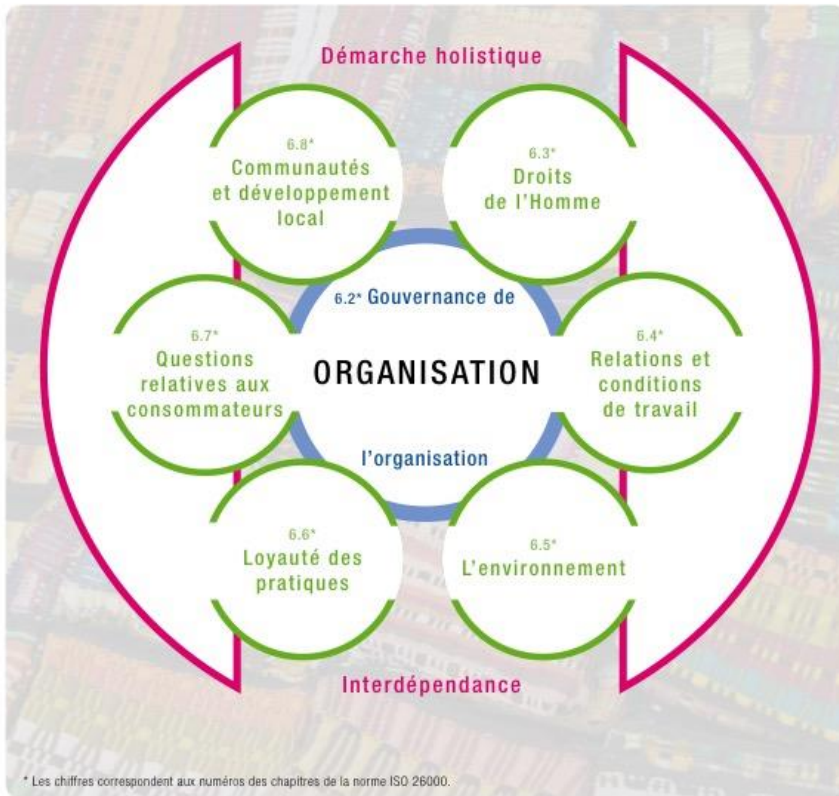 Démarche holistique
6.8*
Communautés
et développement
local
6.3*
Droits
de l'Homme
6.2* Gouvernance de
ORGANISATION
l'organisation
6.7*
Questions
relatives aux
consommateurs
6.4*
Relations et
conditions
de travail
6.6*
Loyauté des
pratiques
6.5*
L'environnement
Interdépendance
* Les chiffres correspondent aux numéros des chapitres de la norme ISO 26000.